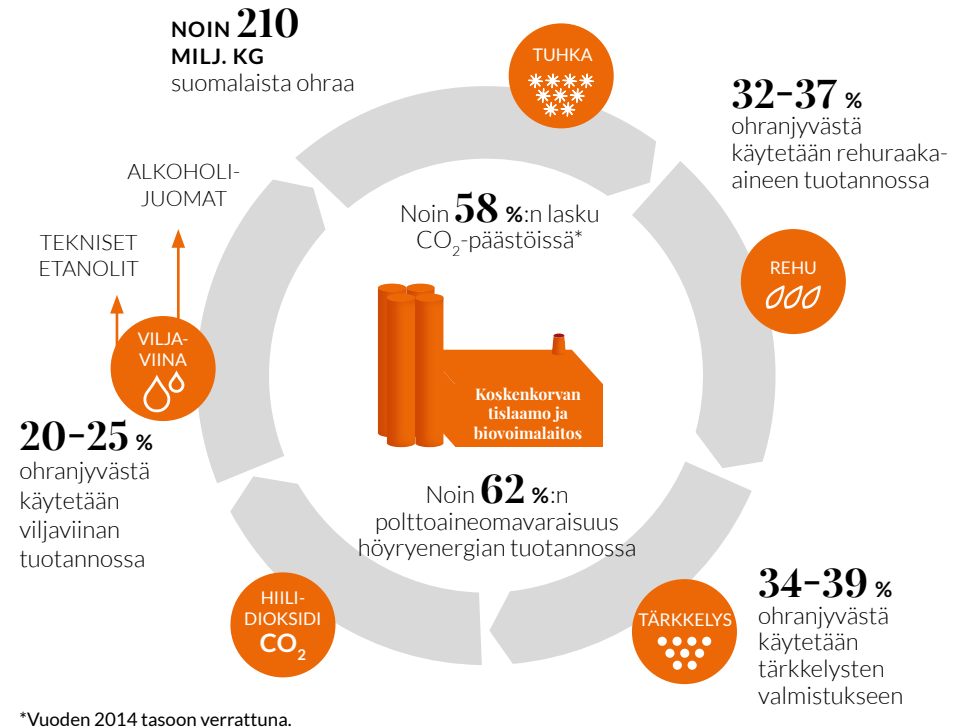 NOIN 210
MILJ. KG
suomalaista ohraa
TUHKA
32–37 %
ohranjyvästä
käytetään rehuraaka-
aineen tuotannossa
ALKOHOLI-
JUOMAT
TEKNISET
ETANOLIT
Noin 58 %:n lasku
CO2-päästöissä*
REHU
VILJA-
VIINA
Koskenkorvan
tislaamo ja
biovoimalaitos
20–25 %
ohranjyvästä
käytetään
viljaviinan
tuotannossa
Noin 62 %:n
polttoaineomavaraisuus
höyryenergian tuotannossa
HIILI-
DIOKSIDI
CO2
TÄRKKELYS
34–39 %
ohranjyvästä
käytetään
tärkkelysten
valmistukseen
*Vuoden 2014 tasoon verrattuna.